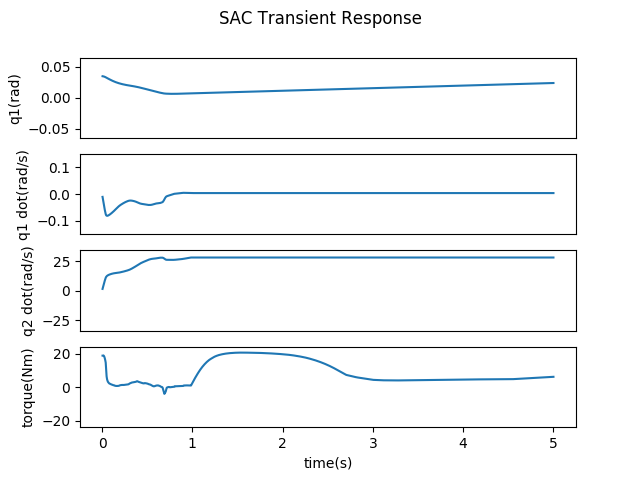 SAC Transient Response
q1(rad)
0.05
0.00
−0.05
q1 dot(rad/s)
0.1
0.0
−0.1
q2 dot(rad/s)
25
0
−25
torque(Nm)
20
0
−20
0 1 2 3 4 5
time(s)